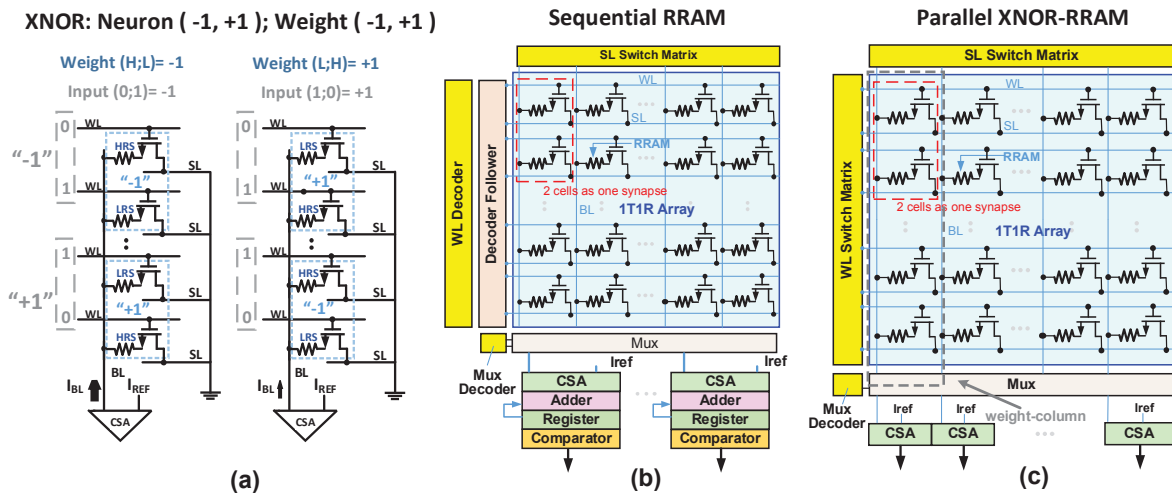 XNOR: Neuron ( -1, +1 ); Weight ( -1, +1 )
Weight (H;L)= -1
Input (0;1)= -1
Weight (L;H)= +1
Input (1;0)= +1
0
WL
HRS
SL
"-1"
"-1"
1
WL
LRS
SL
1
WL
LRS
SL
"+1"
"+1"
0
WL
HRS
SL
BL
IBL
IREF
CSA
0
WL
LRS
SL
"+1"
1
WL
HRS
SL
1
WL
HRS
SL
"-1"
0
WL
LRS
SL
BL
IBL
IREF
CSA
(a)
Sequential RRAM
SL Switch Matrix
WL Decoder
Decoder Follower
WL
SL
RRAM
2 cells as one synapse
BL
1T1R Array
Mux
Mux
Decoder
Iref
Iref
CSA
Adder
Register
Comparator
CSA
Adder
Register
Comparator
(b)
Parallel XNOR-RRAM
SL Switch Matrix
WL Switch Matrix
WL
SL
RRAM
2 cells as one synapse
BL
1T1R Array
Mux
Mux
Decoder
weight-column
Iref
Iref
Iref
CSA
CSA
CSA
(c)